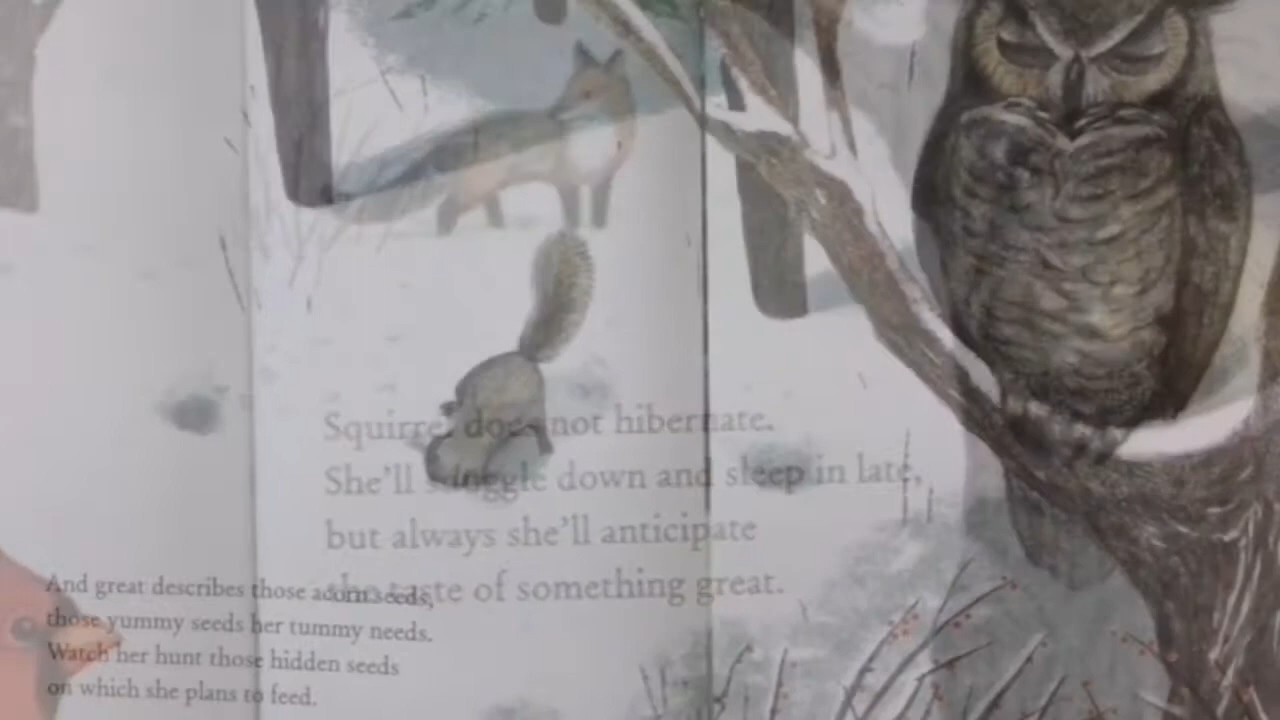 Squirrel does not hibernate.
She'll snuggle down and sleep in late,
but always she'll anticipate
the taste of something great.
And great describes those acorn seeds,
those yummy seeds her tummy needs.
Watch her hunt those hidden seeds
on which she plans to feed.